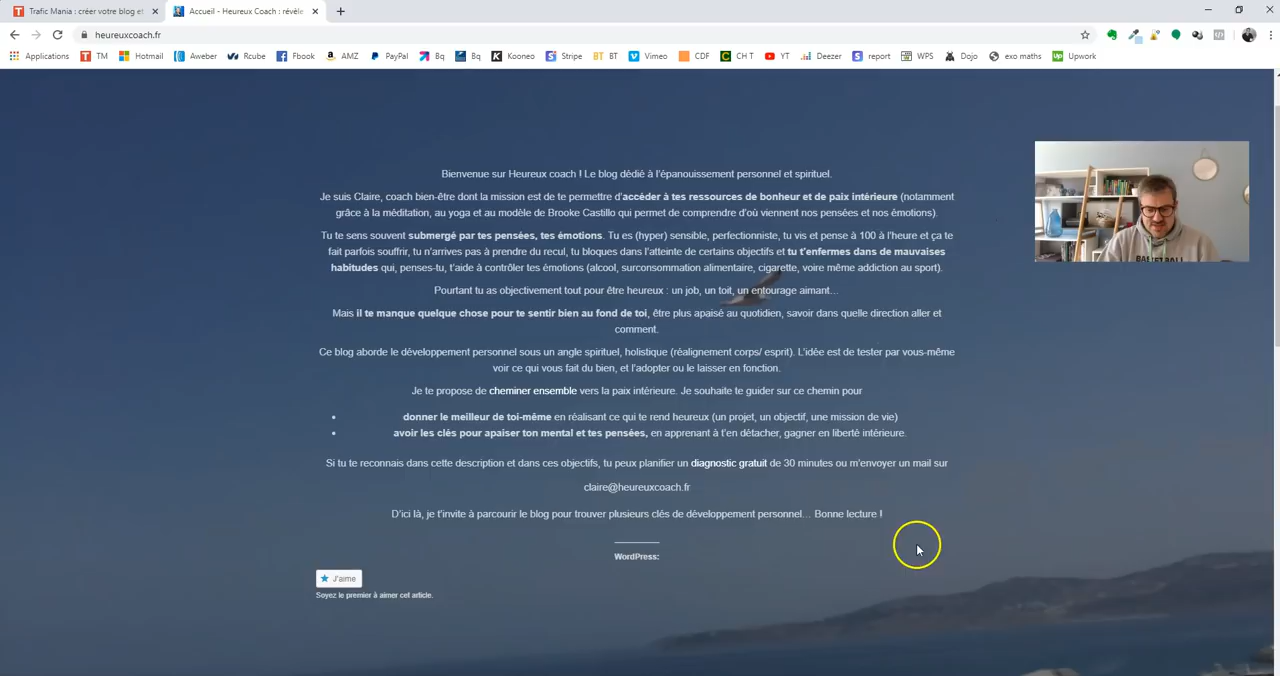 Trafic Mania : créer votre blog et
Accueil - Heureux Coach : révèle
heureuxcoach.fr
Applications TM Hotmail Aweber Rcube Fbook AMZ PayPal Bq Bq Kooneo Stripe BT BT Vimeo CDF CH T YT Deezer report WPS Dojo exo maths Upwork
Bienvenue sur Heureux coach ! Le blog dédié à l'épanouissement personnel et spirituel.
Je suis Claire, coach bien-être dont la mission est de te permettre d'accéder à tes ressources de bonheur et de paix intérieure (notamment
grâce à la méditation, au yoga et au modèle de Brooke Castillo qui permet de comprendre d'où viennent nos pensées et nos émotions).
Tu te sens souvent submergé par tes pensées, tes émotions. Tu es (hyper) sensible, perfectionniste, tu vis et pense à 100 à l'heure et ça te
fait parfois souffrir, tu n'arrives pas à prendre du recul, tu bloques dans l'atteinte de certains objectifs et tu t'enfermes dans de mauvaises
habitudes qui, penses-tu, t'aide à contrôler tes émotions (alcool, surconsommation alimentaire, cigarette, voire même addiction au sport).
Pourtant tu as objectivement tout pour être heureux : un job, un toit, un entourage aimant...
Mais il te manque quelque chose pour te sentir bien au fond de toi, être plus apaisé au quotidien, savoir dans quelle direction aller et
comment.
Ce blog aborde le développement personnel sous un angle spirituel, holistique (réalignement corps/ esprit). L'idée est de tester par vous-même
voir ce qui vous fait du bien, et l'adopter ou le laisser en fonction.
Je te propose de cheminer ensemble vers la paix intérieure. Je souhaite te guider sur ce chemin pour
• donner le meilleur de toi-même en réalisant ce qui te rend heureux (un projet, un objectif, une mission de vie)
• avoir les clés pour apaiser ton mental et tes pensées, en apprenant à t'en détacher, gagner en liberté intérieure.
Si tu te reconnais dans cette description et dans ces objectifs, tu peux planifier un diagnostic gratuit de 30 minutes ou m'envoyer un mail sur
claire@heureuxcoach.fr
D'ici là, je t'invite à parcourir le blog pour trouver plusieurs clés de développement personnel... Bonne lecture !
WordPress:
J'aime
Soyez le premier à aimer cet article.